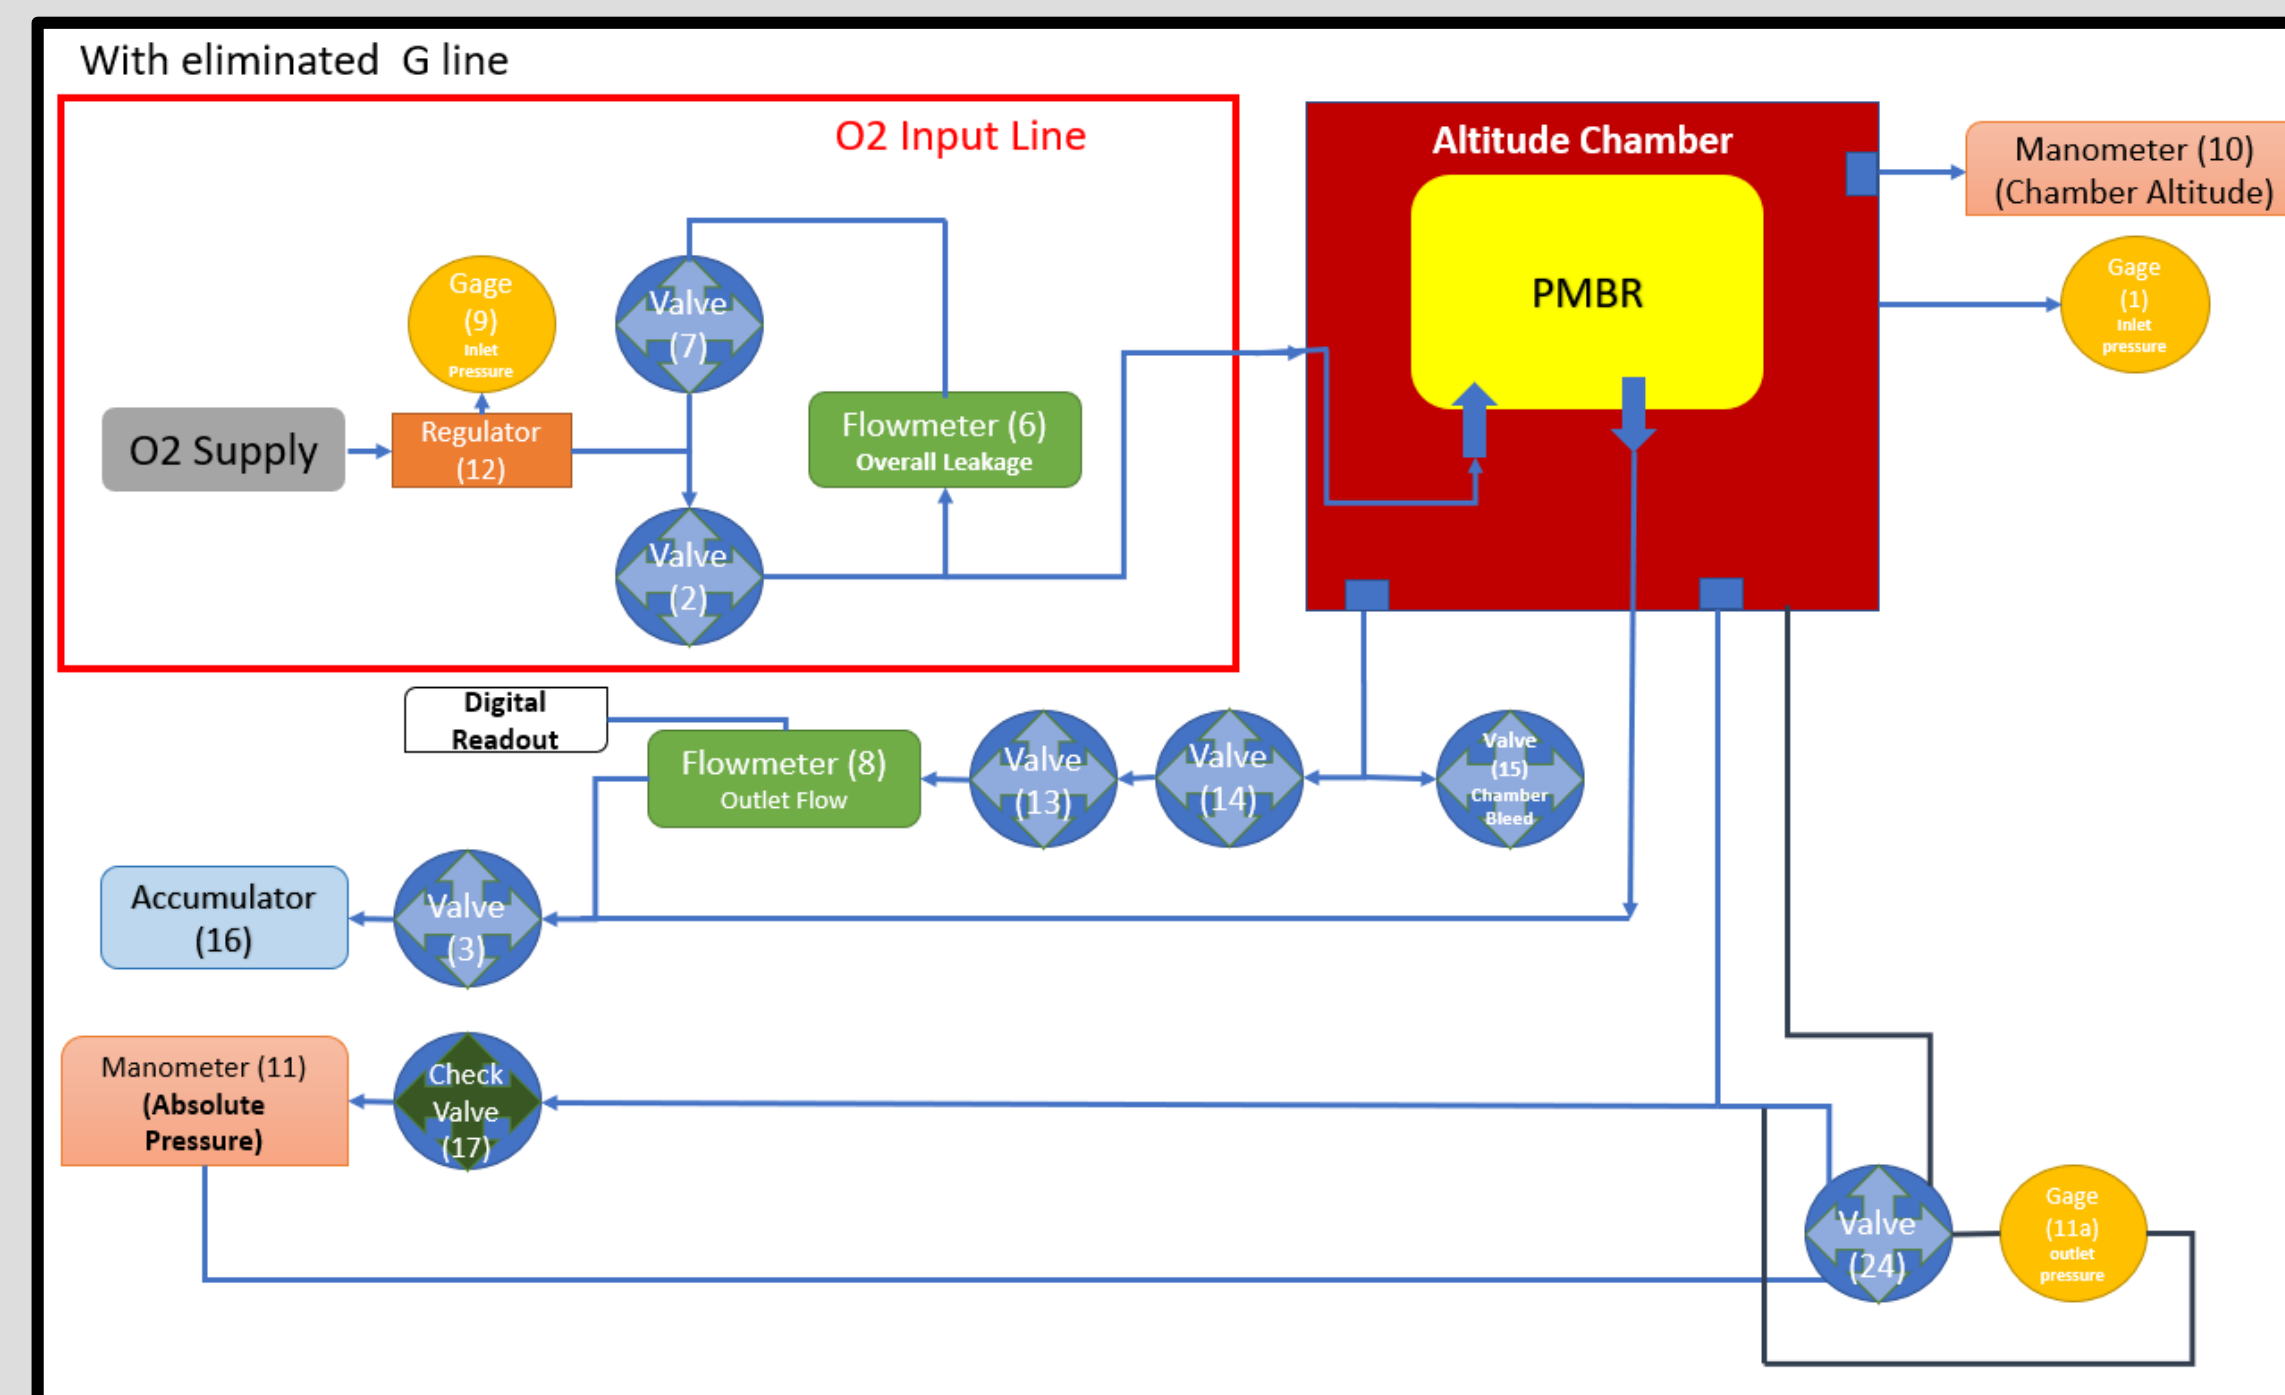 With eliminated  G line
O2 Input Line
Altitude Chamber
Manometer (10)
(Chamber Altitude)
PMBR
Gage
(1)
Inlet
pressure
Gage
(9)
Inlet
Pressure
Valve
(7)
O2 Supply
Regulator
(12)
Flowmeter (6)
Overall Leakage
Valve
(2)
Digital
Readout
Flowmeter (8)
Outlet Flow
Valve
(13)
Valve
(14)
Valve
(15)
Chamber
Bleed
Accumulator
(16)
Valve
(3)
Manometer (11)
(Absolute
Pressure)
Check
Valve
(17)
Valve
(24)
Gage
(11a)
outlet
pressure